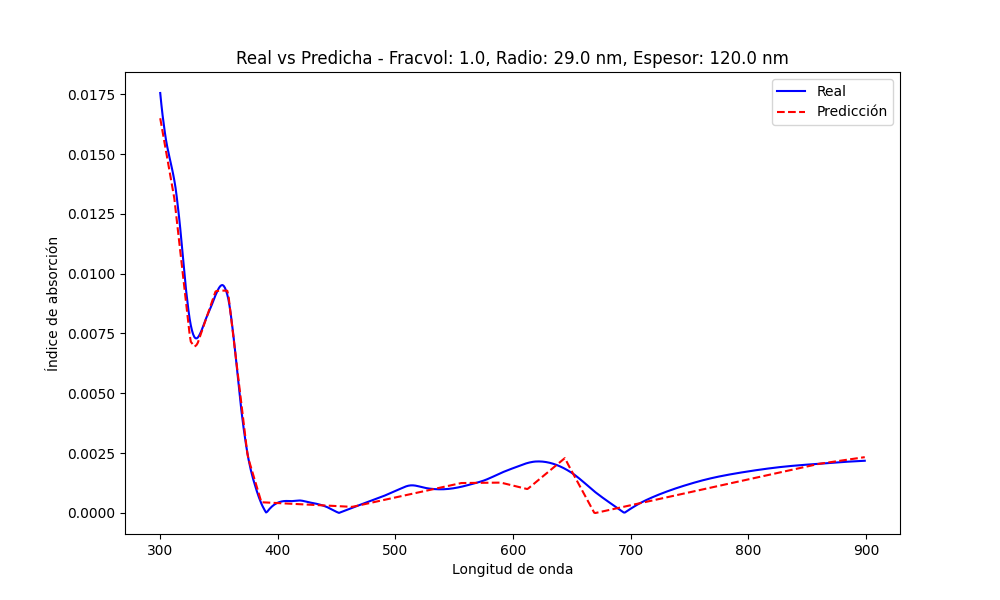 Real vs Predicha - Fracvol: 1.0, Radio: 29.0 nm, Espesor: 120.0 nm
Real
Predicción
Índice de absorción
0.0175
0.0150
0.0125
0.0100
0.0075
0.0050
0.0025
0.0000
300 400 500 600 700 800 900
Longitud de onda